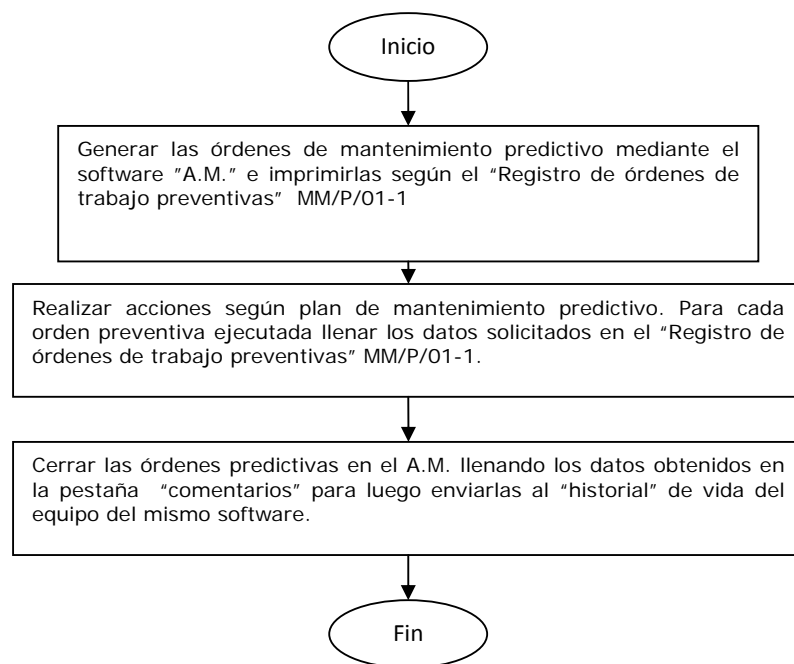 Inicio
Generar las órdenes de mantenimiento predictivo mediante el
software "A.M." e imprimirlas según el "Registro de órdenes de
trabajo preventivas" MM/P/01-1
Realizar acciones según plan de mantenimiento predictivo. Para cada
orden preventiva ejecutada llenar los datos solicitados en el "Registro de
órdenes de trabajo preventivas" MM/P/01-1.
Cerrar las órdenes predictivas en el A.M. llenando los datos obtenidos en
la pestaña "comentarios" para luego enviarlas al "historial" de vida del
equipo del mismo software.
Fin